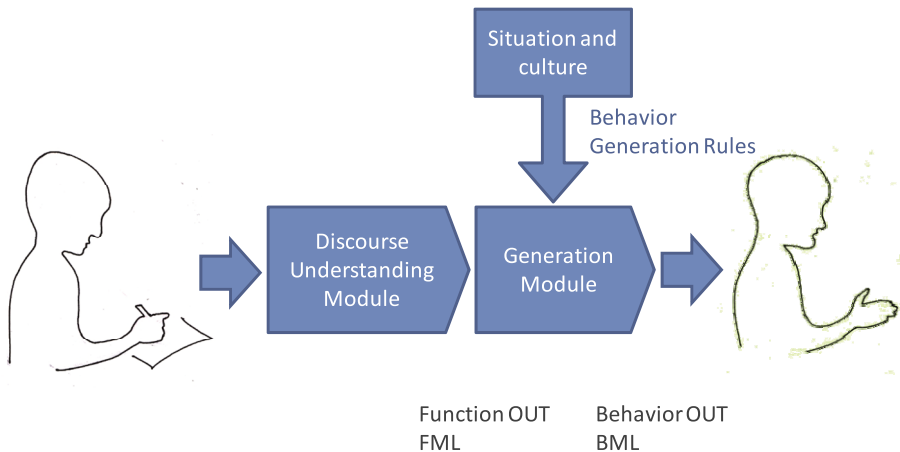 Situation and
culture
Behavior
Generation Rules
Discourse
Understanding
Module
Generation
Module
Function OUT
FML
Behavior OUT
BML